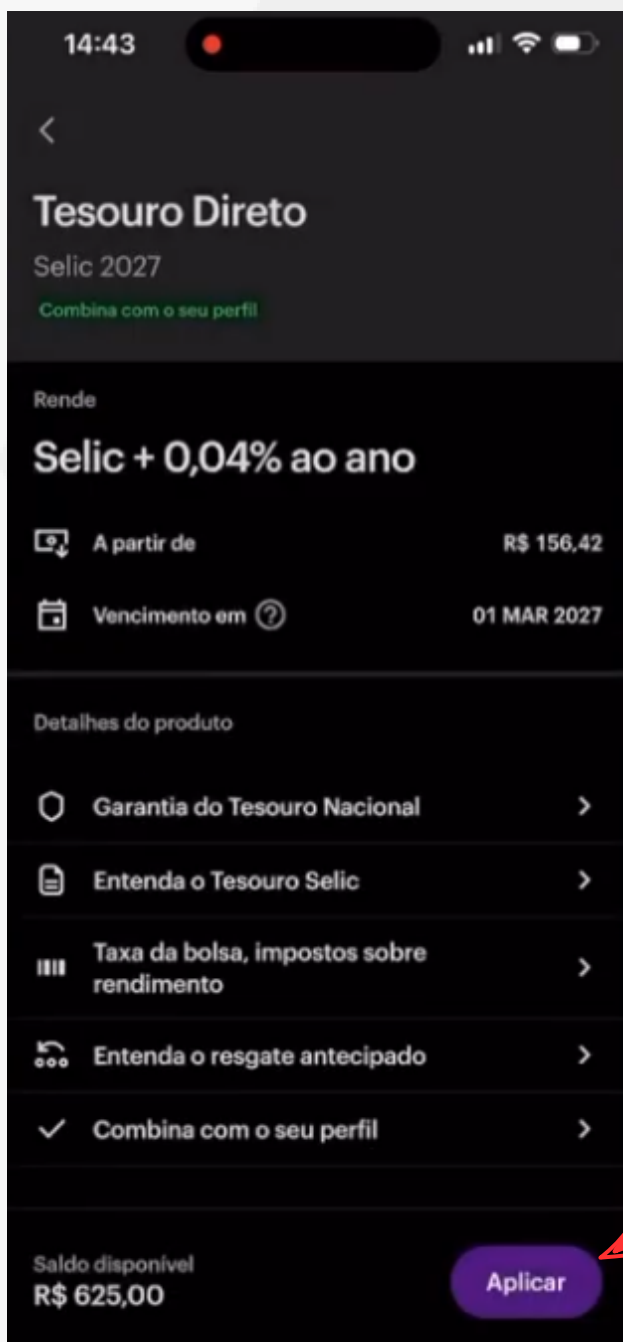 14:43
Tesouro Direto
Selic 2027
Combina com o seu perfil
Rende
Selic + 0,04% ao ano
A partir de R$ 156,42
Vencimento em ? 01 MAR 2027
Detalhes do produto
Garantia do Tesouro Nacional
Entenda o Tesouro Selic
Taxa da bolsa, impostos sobre
rendimento
Entenda o resgate antecipado
Combina com o seu perfil
Saldo disponível
R$ 625,00
Aplicar